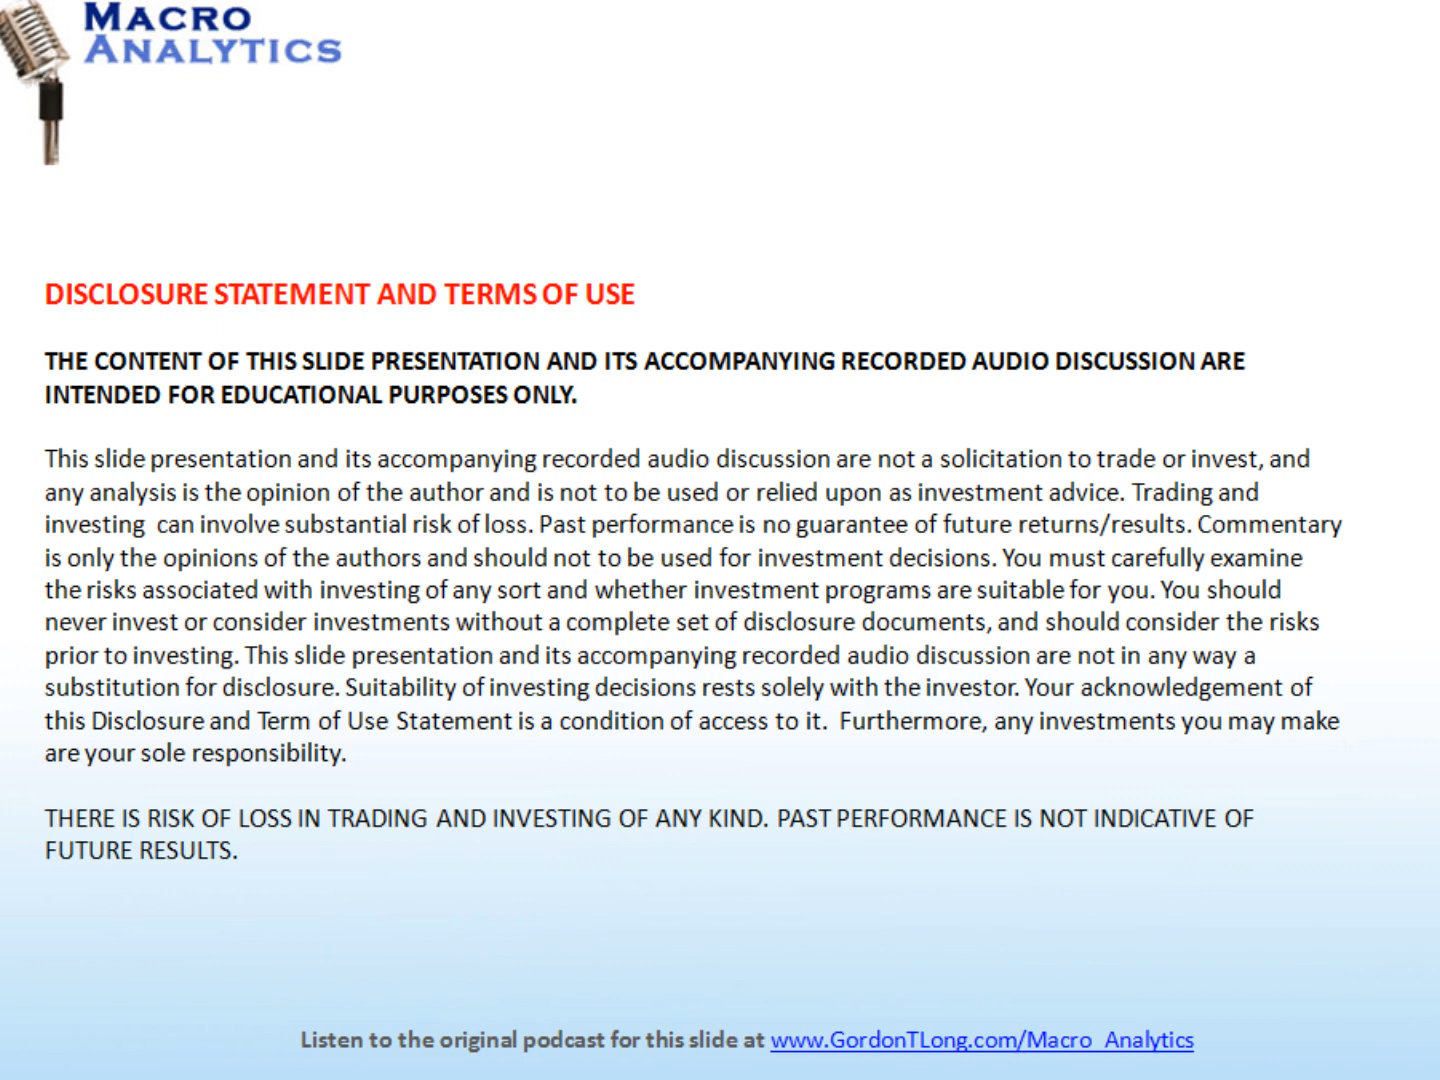 MACRO
ANALYTICS
DISCLOSURE STATEMENT AND TERMS OF USE
THE CONTENT OF THIS SLIDE PRESENTATION AND ITS ACCOMPANYING RECORDED AUDIO DISCUSSION ARE
INTENDED FOR EDUCATIONAL PURPOSES ONLY.
This slide presentation and its accompanying recorded audio discussion are not a solicitation to trade or invest, and
any analysis is the opinion of the author and is not to be used or relied upon as investment advice. Trading and
investing can involve substantial risk of loss. Past performance is no guarantee of future returns/results. Commentary
is only the opinions of the authors and should not to be used for investment decisions. You must carefully examine
the risks associated with investing of any sort and whether investment programs are suitable for you. You should
never invest or consider investments without a complete set of disclosure documents, and should consider the risks
prior to investing. This slide presentation and its accompanying recorded audio discussion are not in any way a
substitution for disclosure. Suitability of investing decisions rests solely with the investor. Your acknowledgement of
this Disclosure and Term of Use Statement is a condition of access to it. Furthermore, any investments you may make
are your sole responsibility.
THERE IS RISK OF LOSS IN TRADING AND INVESTING OF ANY KIND. PAST PERFORMANCE IS NOT INDICATIVE OF
FUTURE RESULTS.
Listen to the original podcast for this slide at www.GordonTLong.com/Macro_Analytics